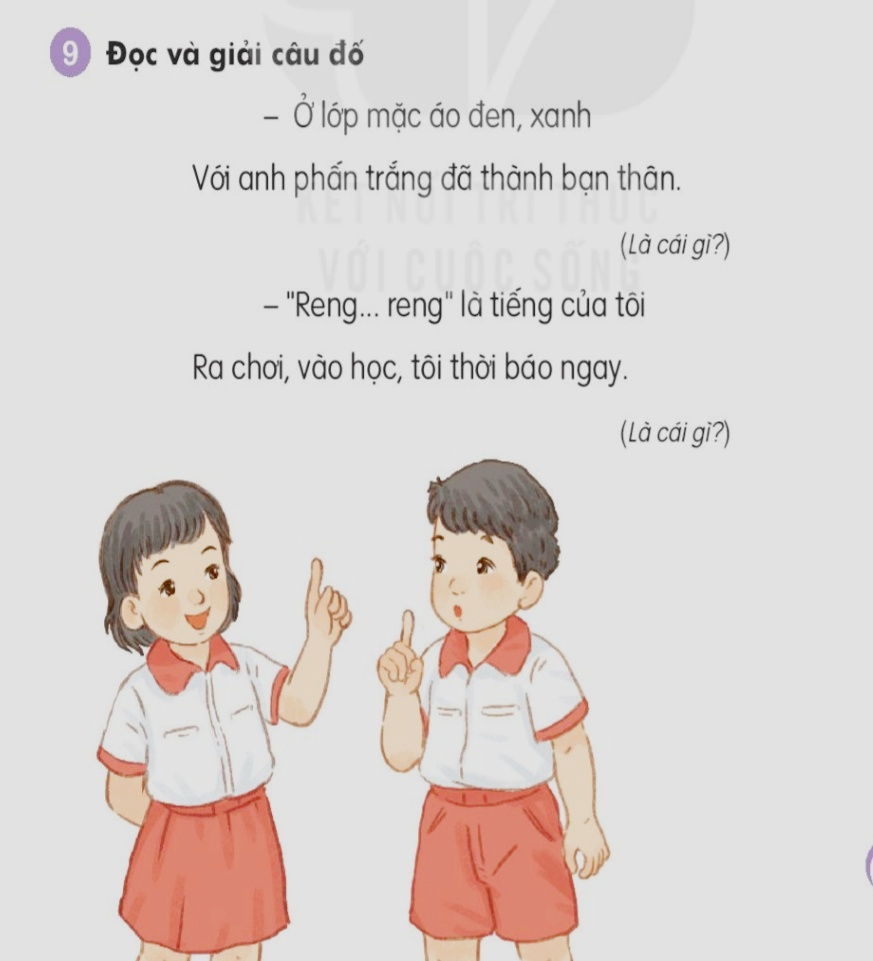 9 Đọc và giải câu đố
– Ở lớp mặc áo đen, xanh
Với anh phấn trắng đã thành bạn thân.
KẾT NỐI TRI THỨC
(Là cái gì?)
VỚI CUỘC SỐNG
– "Reng... reng" là tiếng của tôi
Ra chơi, vào học, tôi thời báo ngay.
(Là cái gì?)